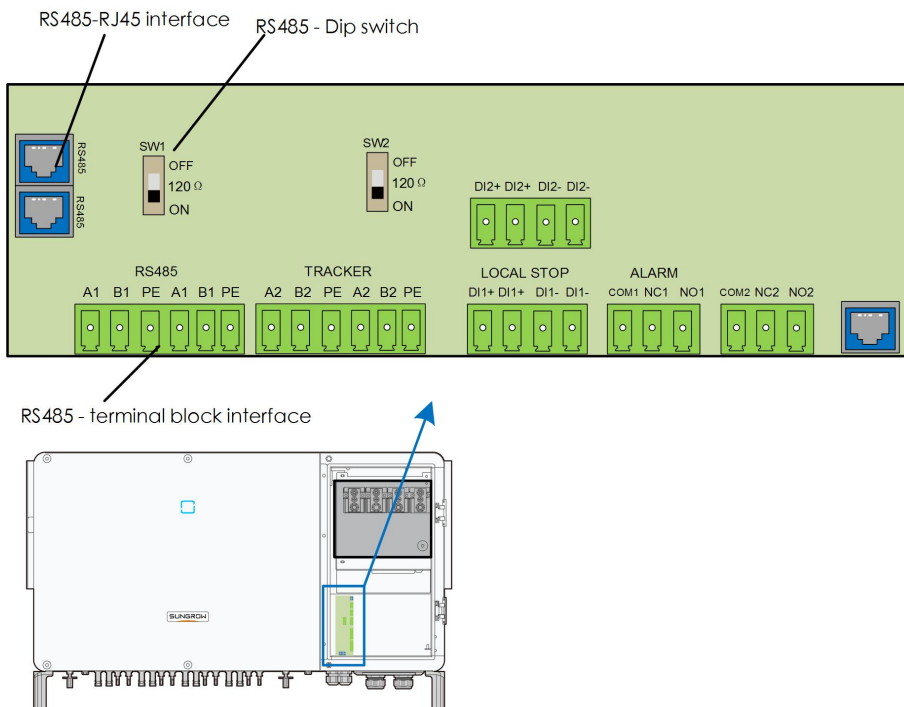 RS485-RJ45 interface
RS485 - Dip switch
RS485
RS485
SW1
OFF
120 Ω
ON
SW2
OFF
120 Ω
ON
DI2+ DI2+ DI2- DI2-
RS485
A1 B1 PE A1 B1 PE
TRACKER
A2 B2 PE A2 B2 PE
LOCAL STOP
DI1+ DI1+ DI1- DI1-
ALARM
COM1 NC1 NO1
COM2 NC2 NO2
RS485 - terminal block interface
SUNGROW